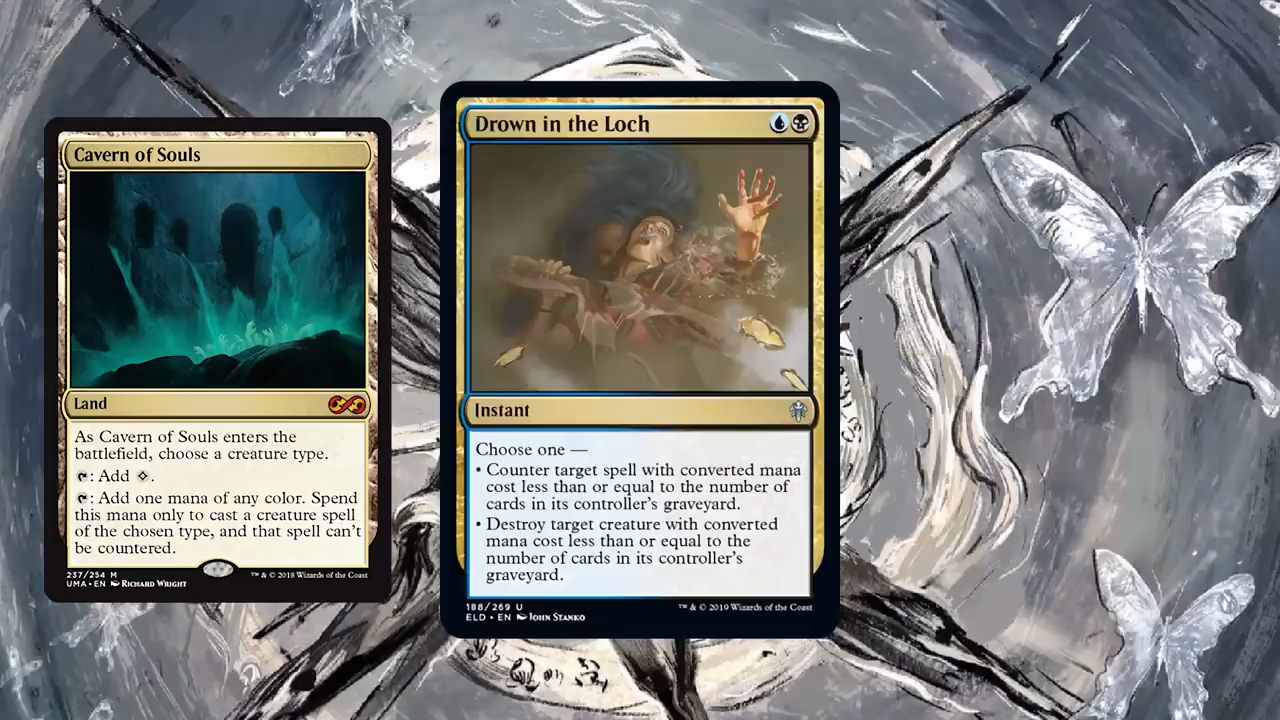 Cavern of Souls
Land
As Cavern of Souls enters the
battlefield, choose a creature type.
: Add .
: Add one mana of any color. Spend
this mana only to cast a creature spell
of the chosen type, and that spell can't
be countered.
237/254 M
UMA • EN Richard Wright
™ & © 2018 Wizards of the Coast
Drown in the Loch
Instant
Choose one —
• Counter target spell with converted mana
cost less than or equal to the number of
cards in its controller's graveyard.
• Destroy target creature with converted
mana cost less than or equal to the
number of cards in its controller's
graveyard.
188/269 U
ELD • EN John Stanko
™ & © 2019 Wizards of the Coast